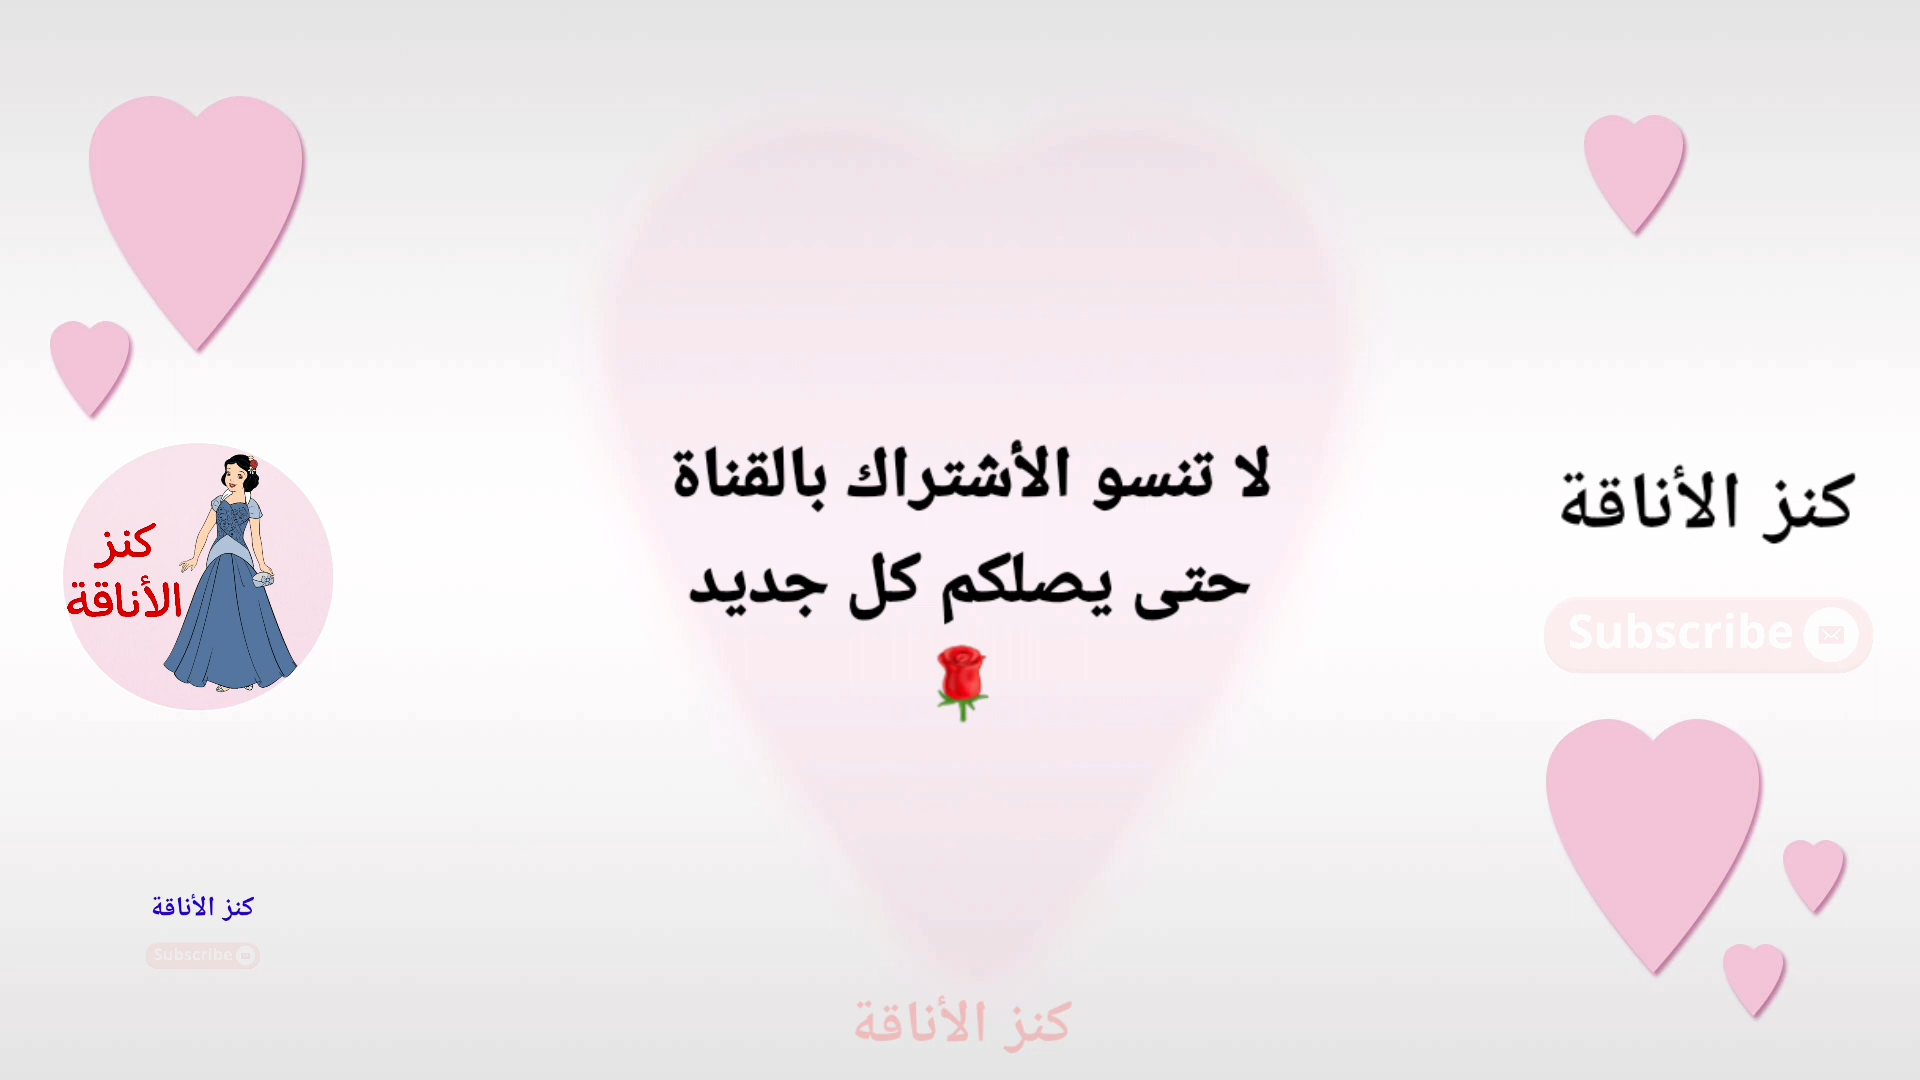 لا تنسو الأشتراك بالقناة
حتى يصلكم كل جديد
🌹
كنز
الأناقة
كنز الأناقة
Subscribe
كنز الأناقة
Subscribe
كنز الأناقة